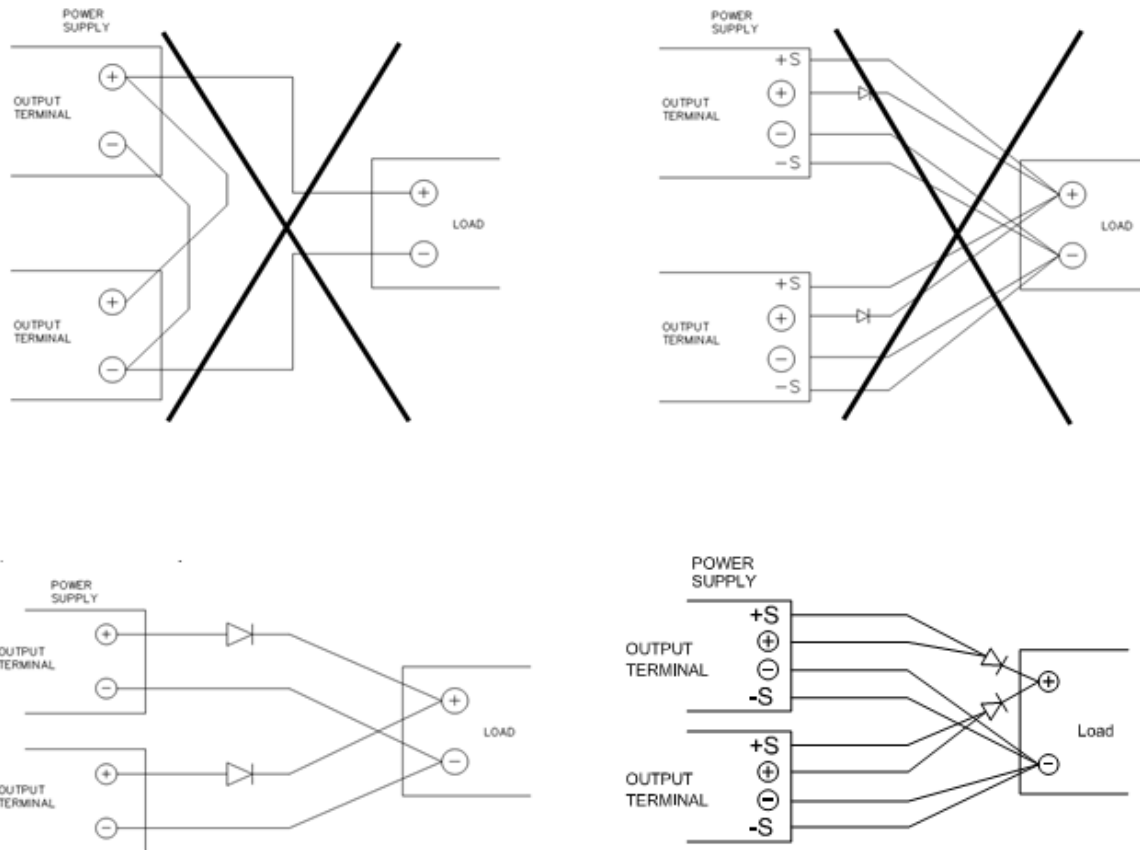 POWER
SUPPLY
+
OUTPUT
TERMINAL
−
+
OUTPUT
TERMINAL
−
+
LOAD
−
POWER
SUPPLY
+S
+
OUTPUT
TERMINAL
−
-S
+S
+
OUTPUT
TERMINAL
−
-S
+
LOAD
−
POWER
SUPPLY
+
OUTPUT
TERMINAL
−
+
OUTPUT
TERMINAL
−
+
LOAD
−
POWER
SUPPLY
+S
+
OUTPUT
TERMINAL
−
-S
+S
+
OUTPUT
TERMINAL
−
-S
+
Load
−